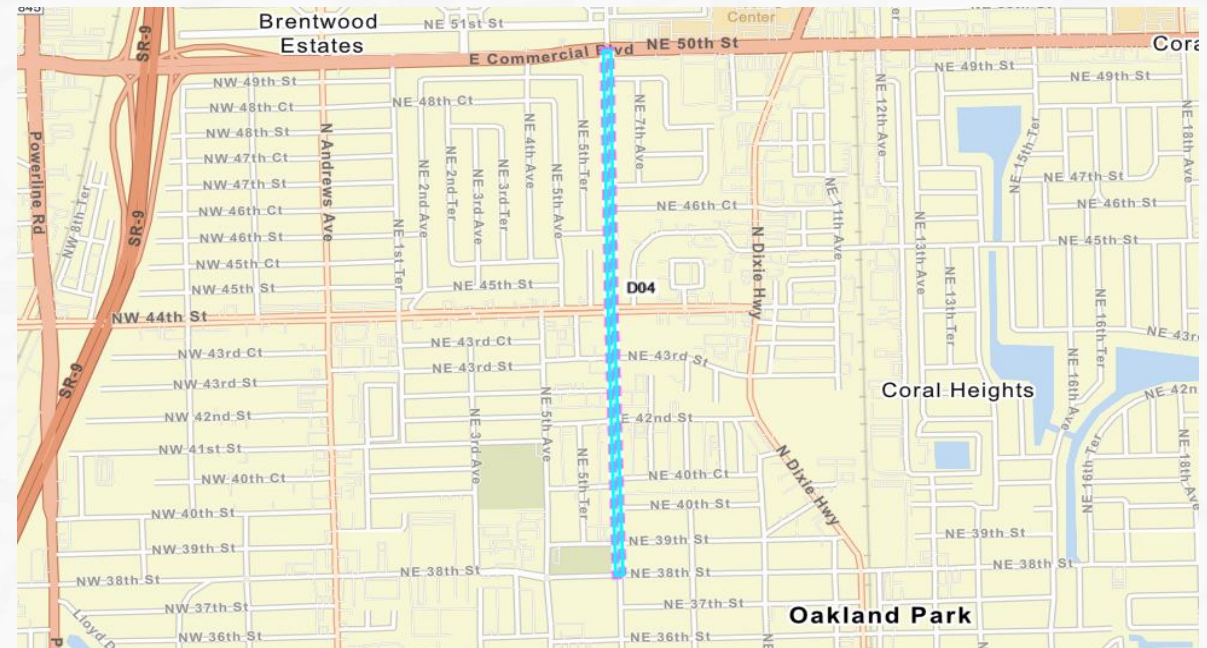 845
Brentwood
Estates
NE 51st St
Center
SR-9
E Commercial Blvd
NE 50th St
Cora
NW 49th St
NE 49th St
NE 49th St
NW 48th Ct
NE 48th Ct
NW 48th St
NW 47th Ct
NW 47th St
NE 47th St
NW 46th Ct
NE 46th Ct
NE 46th St
NW 46th St
NE 45th St
NW 45th Ct
NW 45th St
NE 45th St
Powerline Rd
NW 8th Ter
SR-9
N Andrews Ave
NE 1st Ter
NE 2nd Ave
NE 2nd Ter
NE 3rd Ave
NE 3rd Ter
NE 4th Ave
NE 5th Ave
NE 5th Ter
NE 7th Ave
N Dixie Hwy
NE 11th Ave
NE 12th Ave
NE 13th Ave
NE 13th Ter
NE 15th Ter
NE 16th Ter
NE 18th Ave
D04
NW 44th St
NW 43rd Ct
NE 43rd Ct
NE 43rd St
NE 43rd
NW 43rd St
NE 43rd St
SR-9
Coral Heights
NE 42n
NW 42nd St
E 42nd St
NW 41st St
NW 40th Ct
NE 40th Ct
NW 40th St
NE 40th St
NE 3rd Ave
NE 5th Ave
NE 5th Ter
N Dixie Hwy
NE 16th Ave
NE 16th Ter
NE 18th Ave
NW 39th St
NE 39th St
NE 39th St
NW 38th St
NE 38th St
NE 38th St
NE 38th St
NW 37th St
NE 37th St
Oakland Park
Lloyd D
NW 36th St
NE 36th St
P
NE